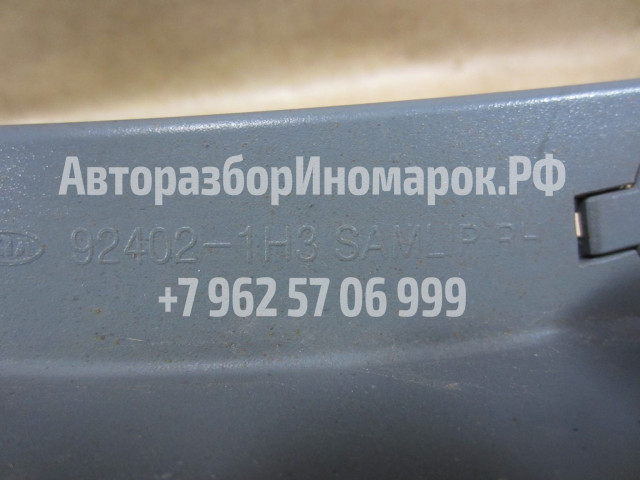 АвторазборИномарок.РФ
92402-1H3 SAMLIP
+7 962 57 06 999